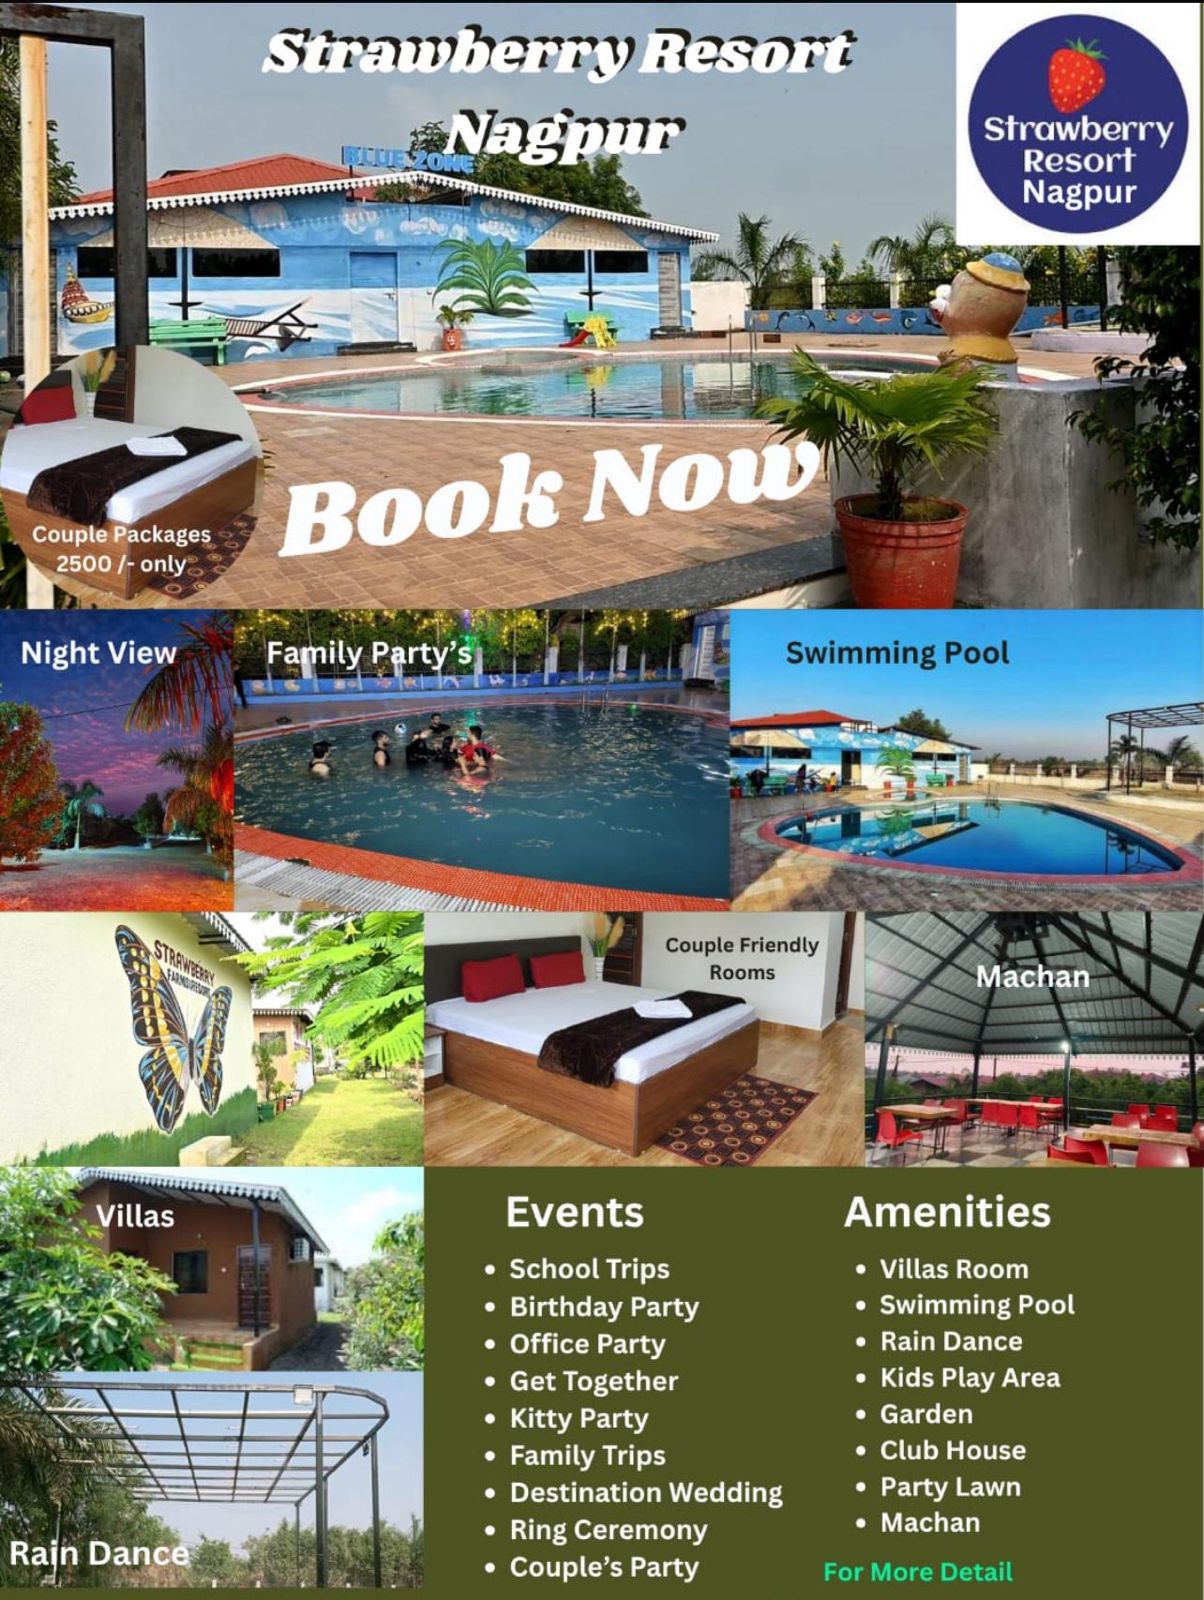 Strawberry Resort
Nagpur
Strawberry
Resort
Nagpur
BLUE ZONE
Book Now
Couple Packages
2500 /- only
Night View
Family Party's
Swimming Pool
STRAWBERRY
FARMS & RESORT
Couple Friendly
Rooms
Machan
Villas
Rain Dance
Events
• School Trips
• Birthday Party
• Office Party
• Get Together
• Kitty Party
• Family Trips
• Destination Wedding
• Ring Ceremony
• Couple's Party
Amenities
• Villas Room
• Swimming Pool
• Rain Dance
• Kids Play Area
• Garden
• Club House
• Party Lawn
• Machan
For More Detail